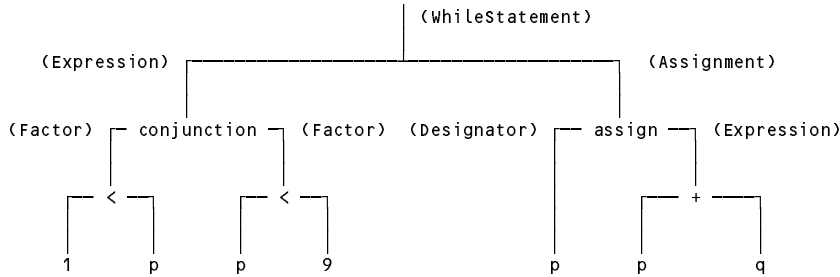 (WhileStatement)
(Expression) (Assignment)
(Factor) conjunction (Factor) (Designator) assign (Expression)
< < +
1 p p 9 p p q